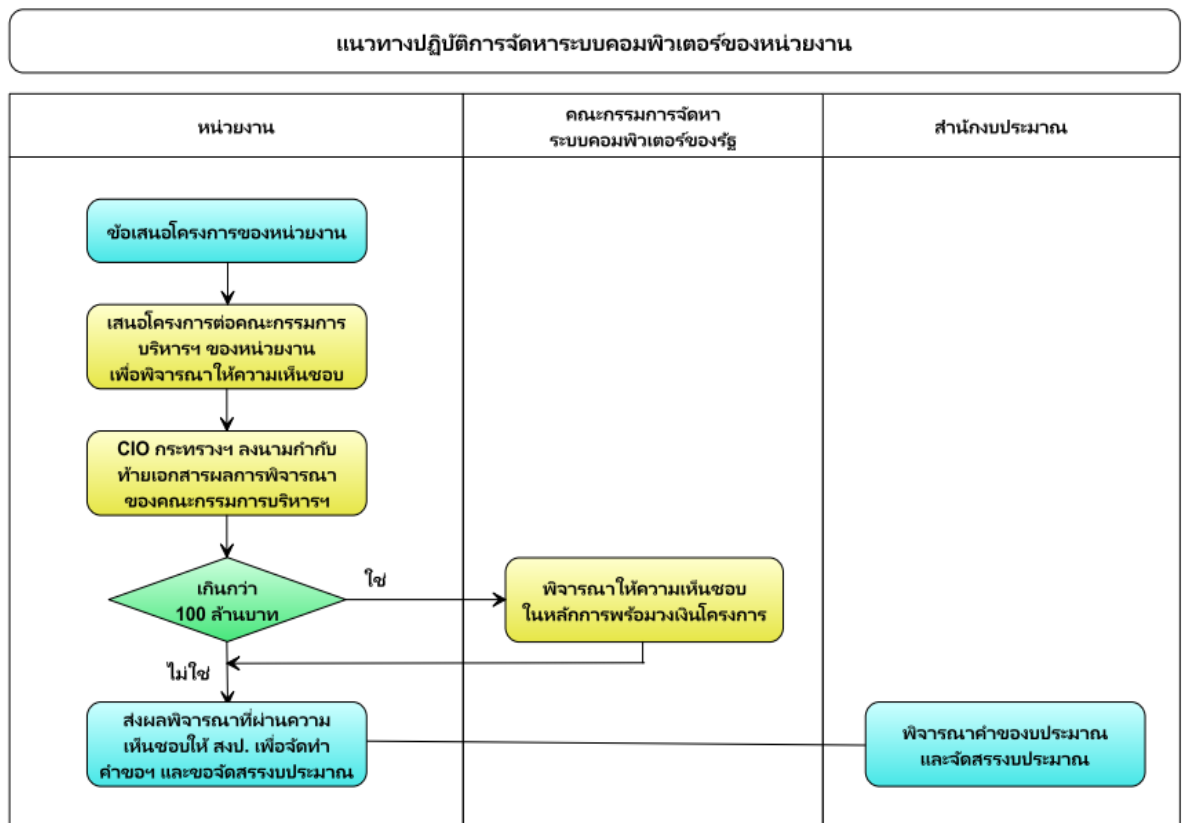 แนวทางปฏิบัติการจัดหาระบบคอมพิวเตอร์ของหน่วยงาน
หน่วยงาน
คณะกรรมการจัดหา
ระบบคอมพิวเตอร์ของรัฐ
สำนักงบประมาณ
ข้อเสนอโครงการของหน่วยงาน
เสนอโครงการต่อคณะกรรมการ
บริหารฯ ของหน่วยงาน
เพื่อพิจารณาให้ความเห็นชอบ
CIO กระทรวงฯ ลงนามกำกับ
ท้ายเอกสารผลการพิจารณา
ของคณะกรรมการบริหารฯ
เกินกว่า
100 ล้านบาท
ใช่
พิจารณาให้ความเห็นชอบ
ในหลักการพร้อมวงเงินโครงการ
ไม่ใช่
ส่งผลพิจารณาที่ผ่านความ
เห็นชอบให้ สงป. เพื่อจัดทำ
คำขอฯ และขอจัดสรรงบประมาณ
พิจารณาคำของบประมาณ
และจัดสรรงบประมาณ